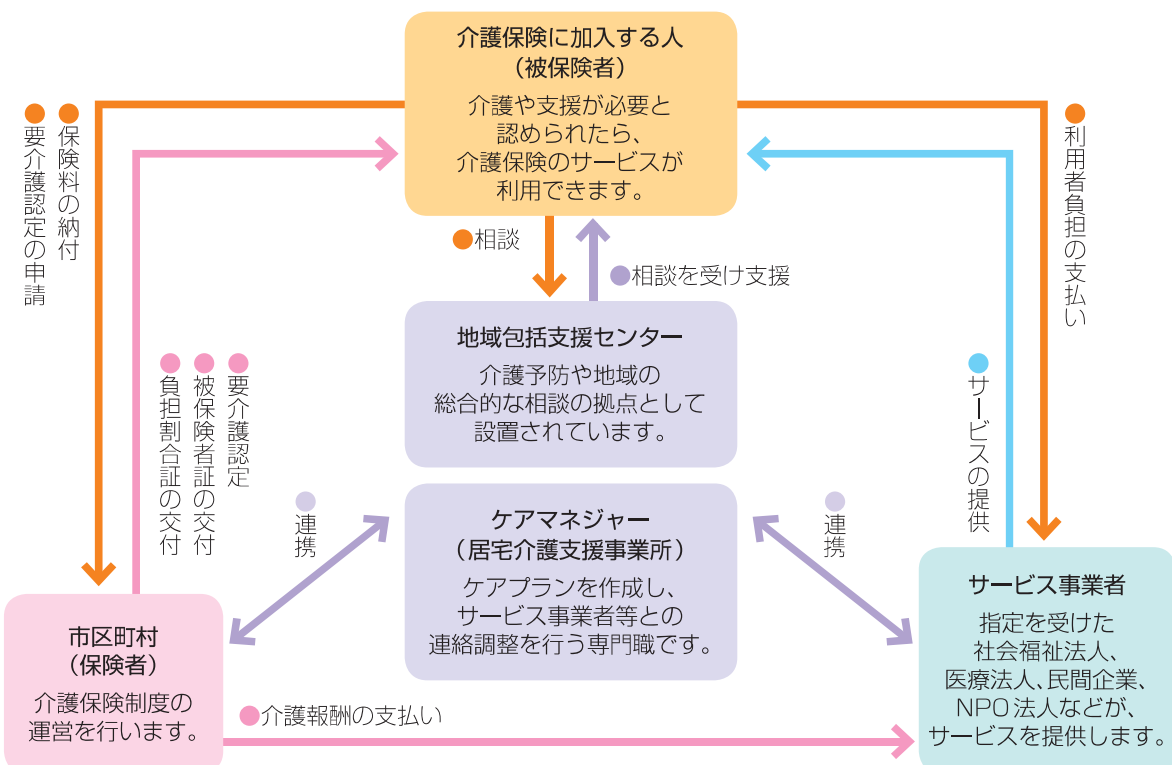 介護保険に加入する人
（被保険者）
介護や支援が必要と
認められたら、
介護保険のサービスが
利用できます。
●保険料の納付
●要介護認定の申請
●利用者負担の支払い
●相談
●相談を受け支援
地域包括支援センター
介護予防や地域の
総合的な相談の拠点として
設置されています。
●要介護認定
●被保険者証の交付
●負担割合証の交付
●サービスの提供
●連携
●連携
ケアマネジャー
（居宅介護支援事業所）
ケアプランを作成し、
サービス事業者等との
連絡調整を行う専門職です。
市区町村
（保険者）
介護保険制度の
運営を行います。
サービス事業者
指定を受けた
社会福祉法人、
医療法人、民間企業、
NPO法人などが、
サービスを提供します。
●介護報酬の支払い